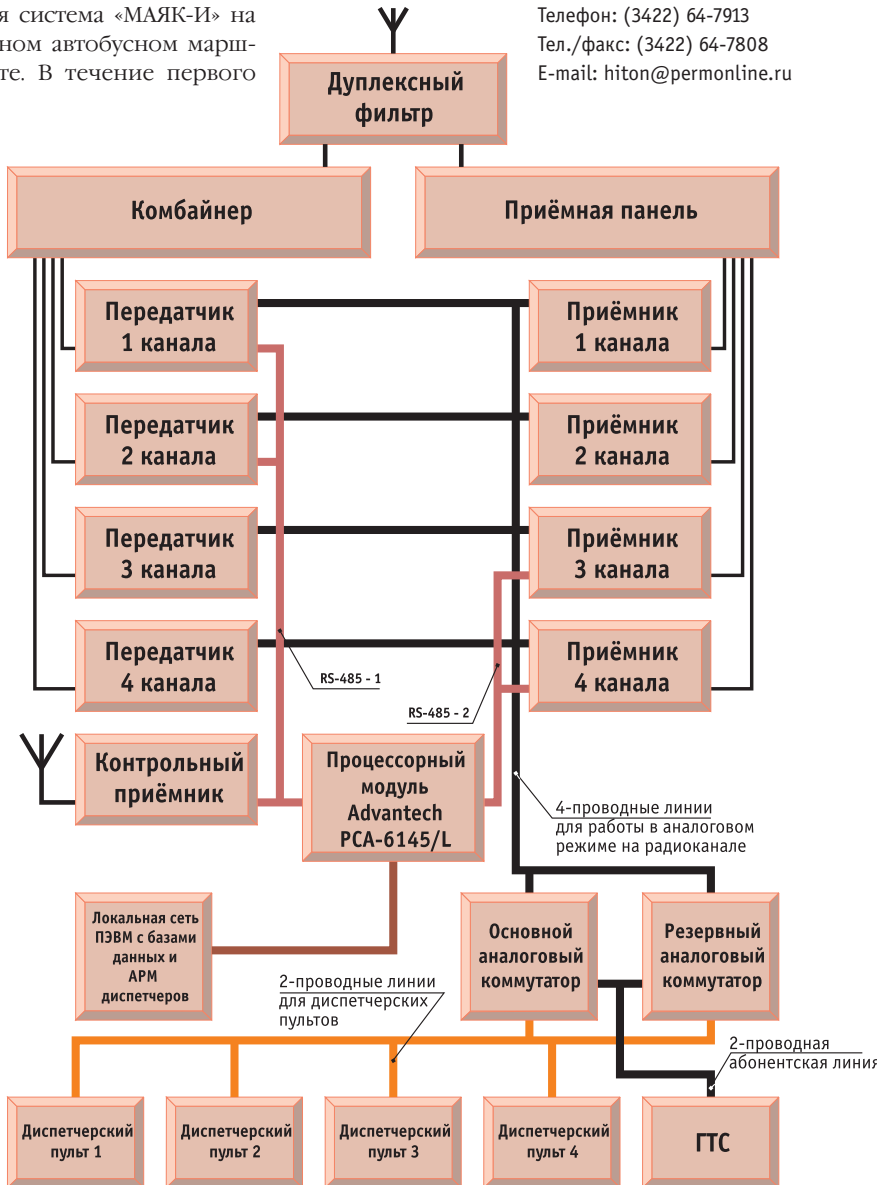 я система «МАЯК-И» на
ном автобусном марш-
те. В течение первого
Телефон: (3422) 64-7913
Тел./факс: (3422) 64-7808
E-mail: hiton@permonline.ru
Дуплексный
фильтр
Комбайнер
Приёмная панель
Передатчик
1 канала
Приёмник
1 канала
Передатчик
2 канала
Приёмник
2 канала
Передатчик
3 канала
Приёмник
3 канала
Передатчик
4 канала
Приёмник
4 канала
RS-485 - 1
RS-485 - 2
Контрольный
приёмник
Процессорный
модуль
Advantech
PCA-6145/L
4-проводные линии
для работы в аналоговом
режиме на радиоканале
Локальная сеть
ПЭВМ с базами
данных и
АРМ
диспетчеров
Основной
аналоговый
коммутатор
Резервный
аналоговый
коммутатор
2-проводные линии
для диспетчерских
пультов
2-проводная
абонентская линия
Диспетчерский
пульт 1
Диспетчерский
пульт 2
Диспетчерский
пульт 3
Диспетчерский
пульт 4
ГТС